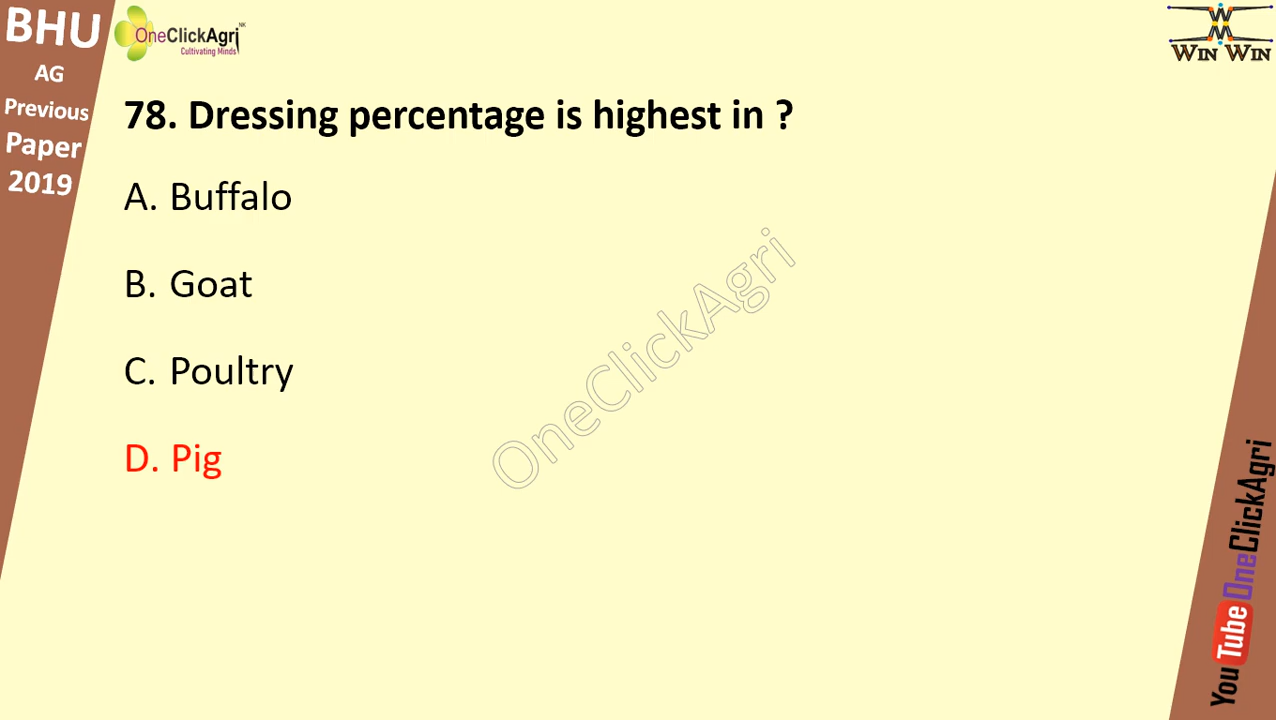 BHU
AG
Previous
Paper
2019
OneClickAgri
NK
Cultivating Minds
WIN WIN
78. Dressing percentage is highest in ?
A. Buffalo
B. Goat
C. Poultry
D. Pig
OneClickAgri
YouTube OneClickAgri